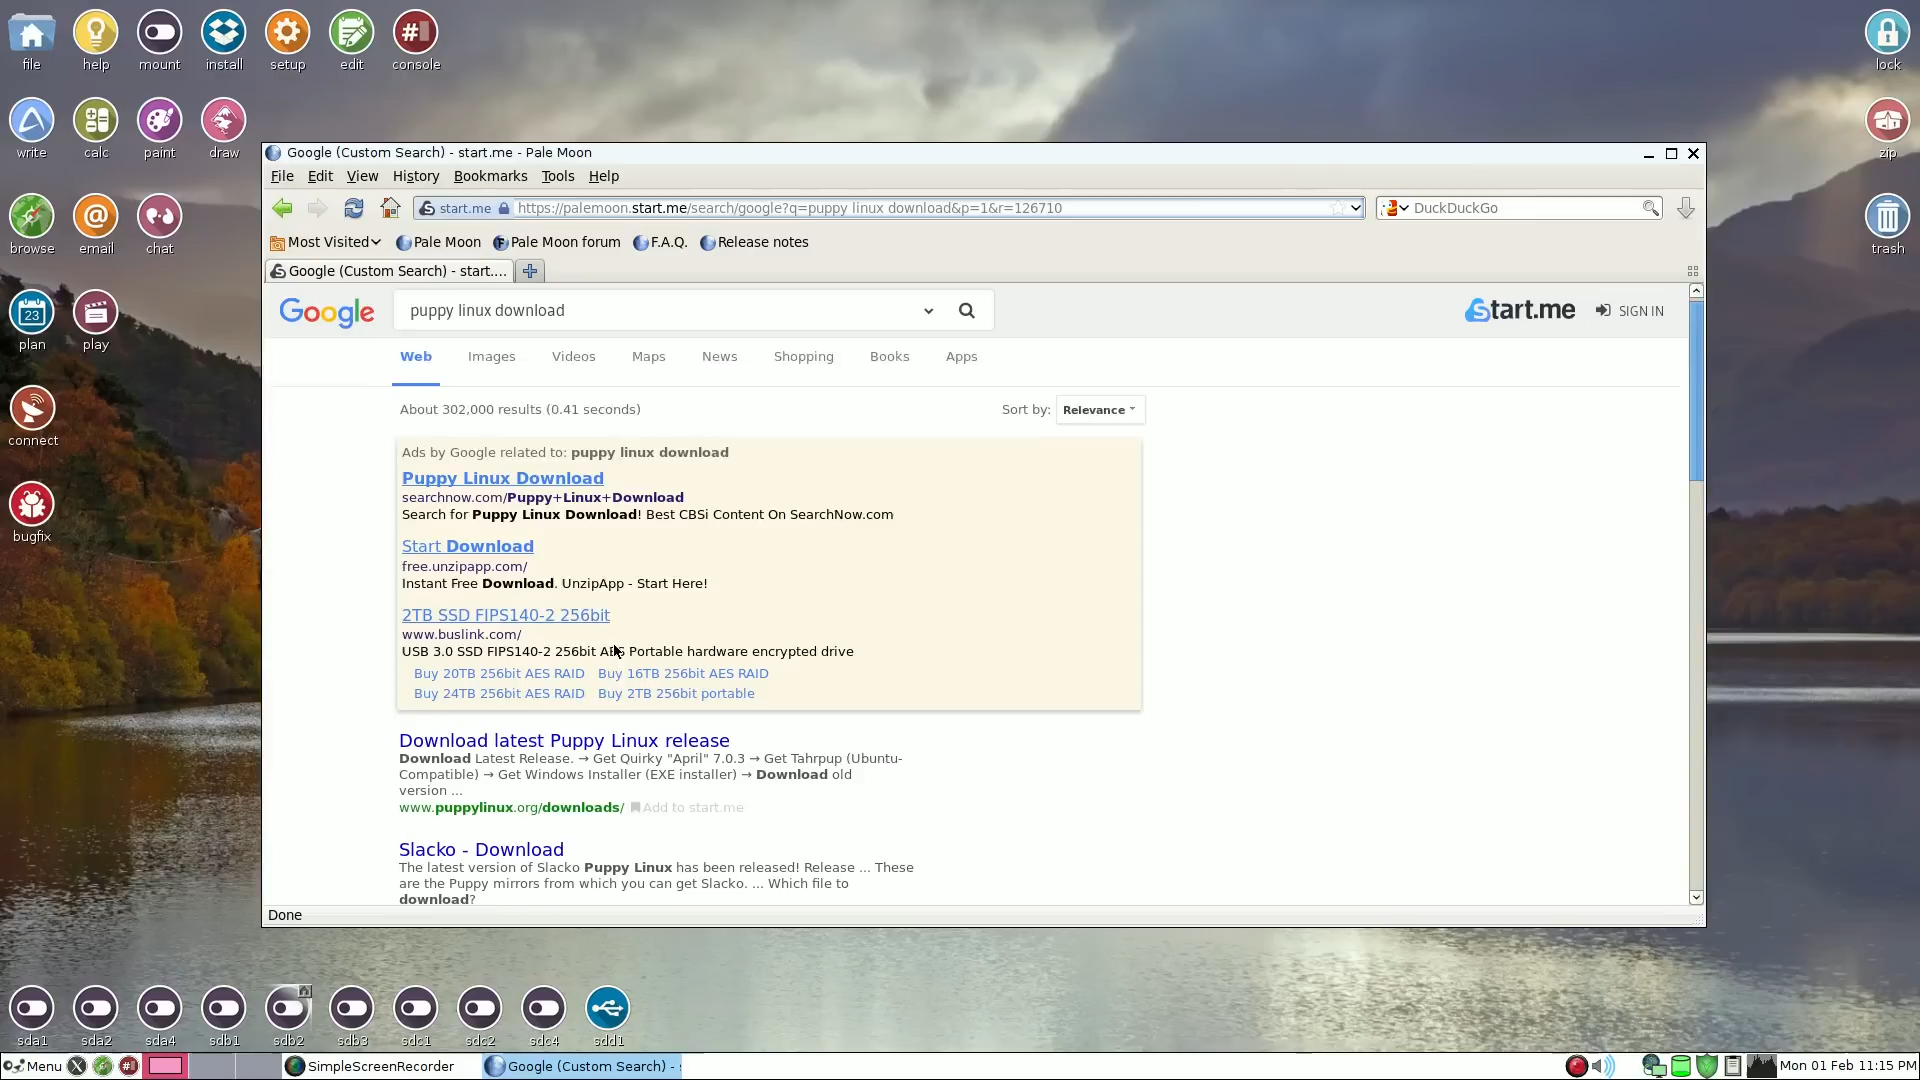 file
help
mount
install
setup
edit
console
lock
write
calc
paint
draw
zip
Google (Custom Search) - start.me - Pale Moon
File Edit View History Bookmarks Tools Help
start.me https://palemoon.start.me/search/google?q=puppy linux download&p=1&r=126710
DuckDuckGo
browse
email
chat
trash
Most Visited Pale Moon Pale Moon forum F.A.Q. Release notes
Google (Custom Search) - start....
23
plan
play
Google
puppy linux download
start.me
SIGN IN
Web Images Videos Maps News Shopping Books Apps
About 302,000 results (0.41 seconds)
Sort by: Relevance
connect
Ads by Google related to: puppy linux download
Puppy Linux Download
searchnow.com/Puppy+Linux+Download
Search for Puppy Linux Download! Best CBSi Content On SearchNow.com
bugfix
Start Download
free.unzipapp.com/
Instant Free Download. UnzipApp - Start Here!
2TB SSD FIPS140-2 256bit
www.buslink.com/
USB 3.0 SSD FIPS140-2 256bit AES Portable hardware encrypted drive
Buy 20TB 256bit AES RAID Buy 16TB 256bit AES RAID
Buy 24TB 256bit AES RAID Buy 2TB 256bit portable
Download latest Puppy Linux release
Download Latest Release. → Get Quirky "April" 7.0.3 → Get Tahrpup (Ubuntu-
Compatible) → Get Windows Installer (EXE installer) → Download old
version ...
www.puppylinux.org/downloads/ Add to start.me
Slacko - Download
The latest version of Slacko Puppy Linux has been released! Release ... These
are the Puppy mirrors from which you can get Slacko. ... Which file to
download?
Done
sda1
sda2
sda4
sdb1
sdb2
sdb3
sdc1
sdc2
sdc4
sdd1
Menu
SimpleScreenRecorder
Google (Custom Search) - s
Mon 01 Feb 11:15 PM